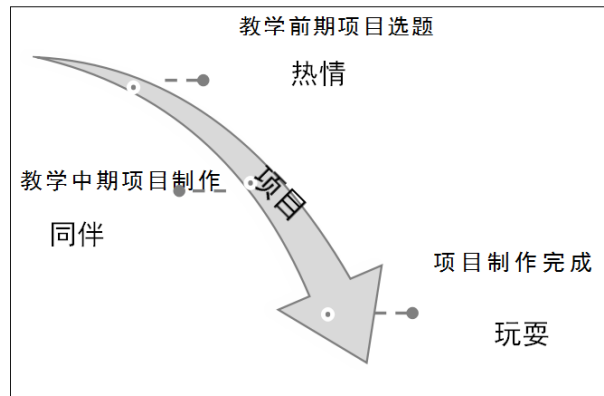 教学前期项目选题
热情
教学中期项目制作
项目
同伴
项目制作完成
玩耍